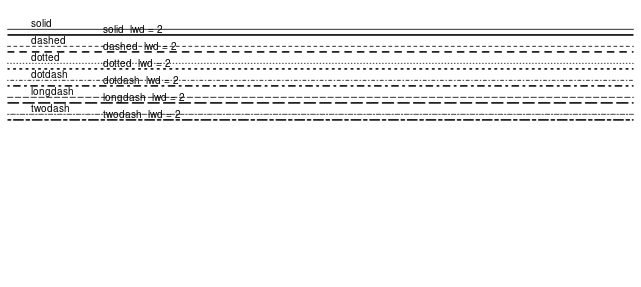 solid
solid lwd = 2
dashed
dashed lwd = 2
dotted
dotted lwd = 2
dotdash
dotdash lwd = 2
longdash
longdash lwd = 2
twodash
twodash lwd = 2